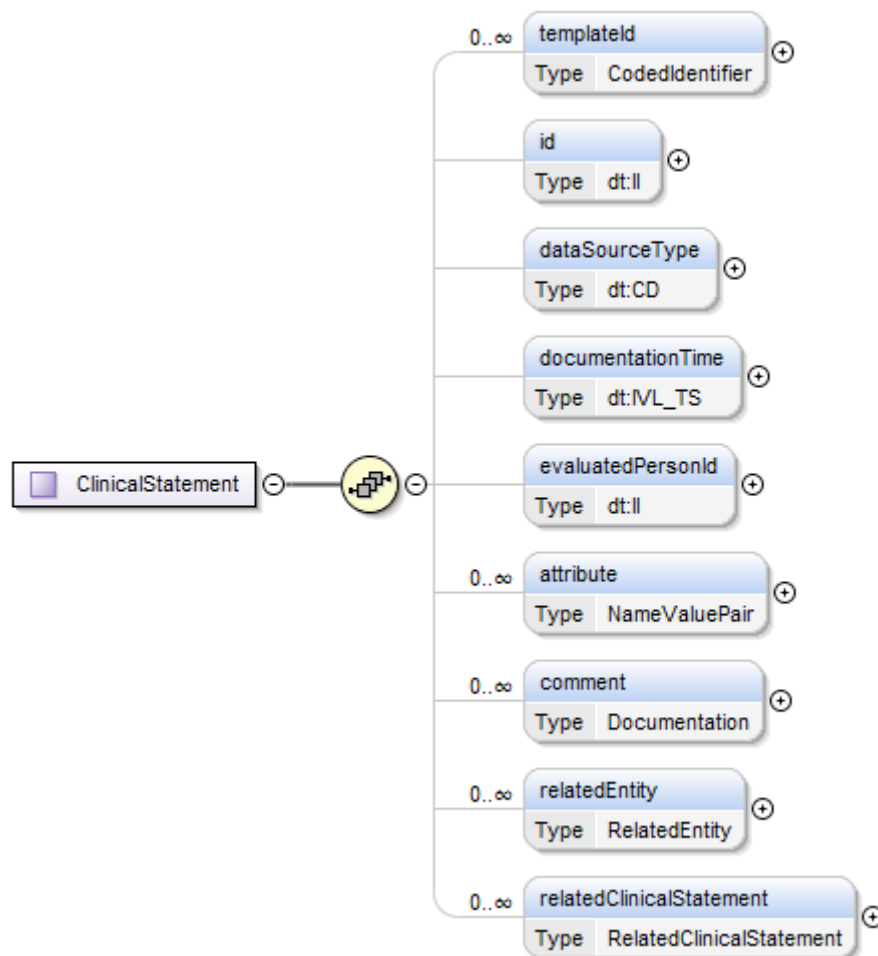 0..∞ templateId
Type CodedIdentifier
id
Type dt:II
dataSourceType
Type dt:CD
documentationTime
Type dt:IVL_TS
ClinicalStatement
evaluatedPersonId
Type dt:II
0..∞ attribute
Type NameValuePair
0..∞ comment
Type Documentation
0..∞ relatedEntity
Type RelatedEntity
0..∞ relatedClinicalStatement
Type RelatedClinicalStatement